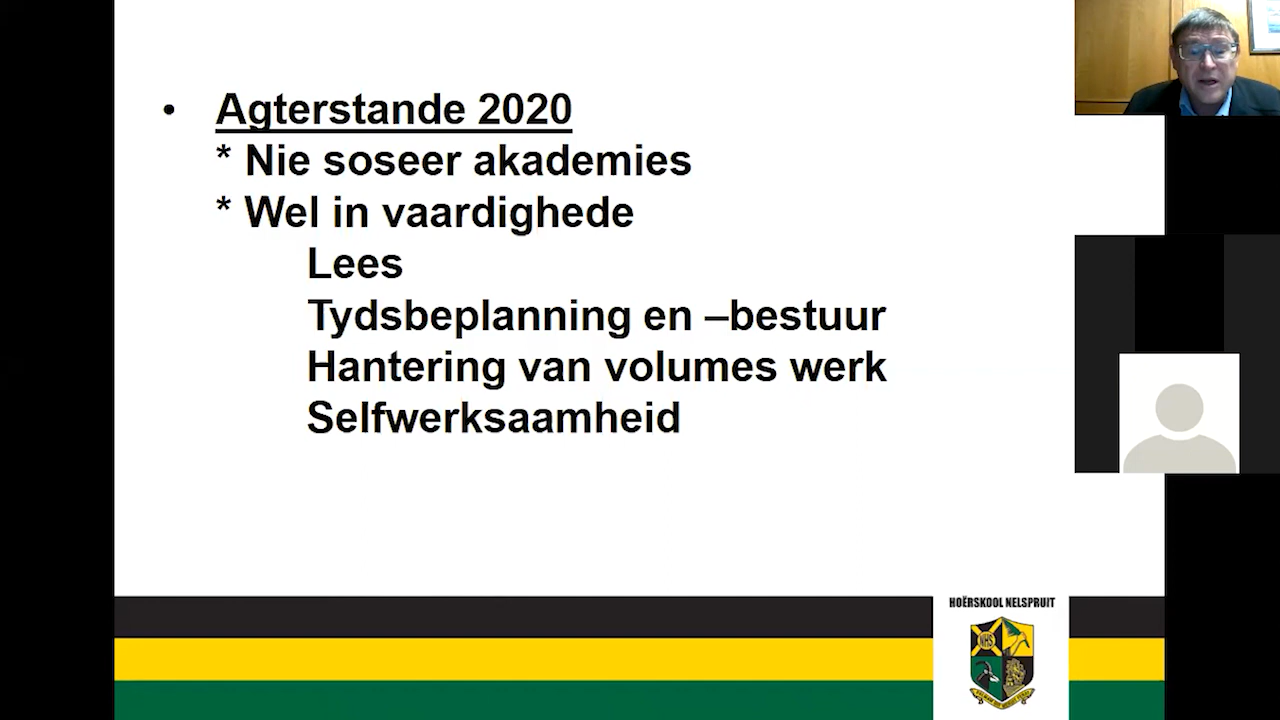 • Agterstande 2020
* Nie soseer akademies
* Wel in vaardighede
Lees
Tydsbeplanning en –bestuur
Hantering van volumes werk
Selfwerksaamheid
HOËRSKOOL NELSPRUIT
NHS